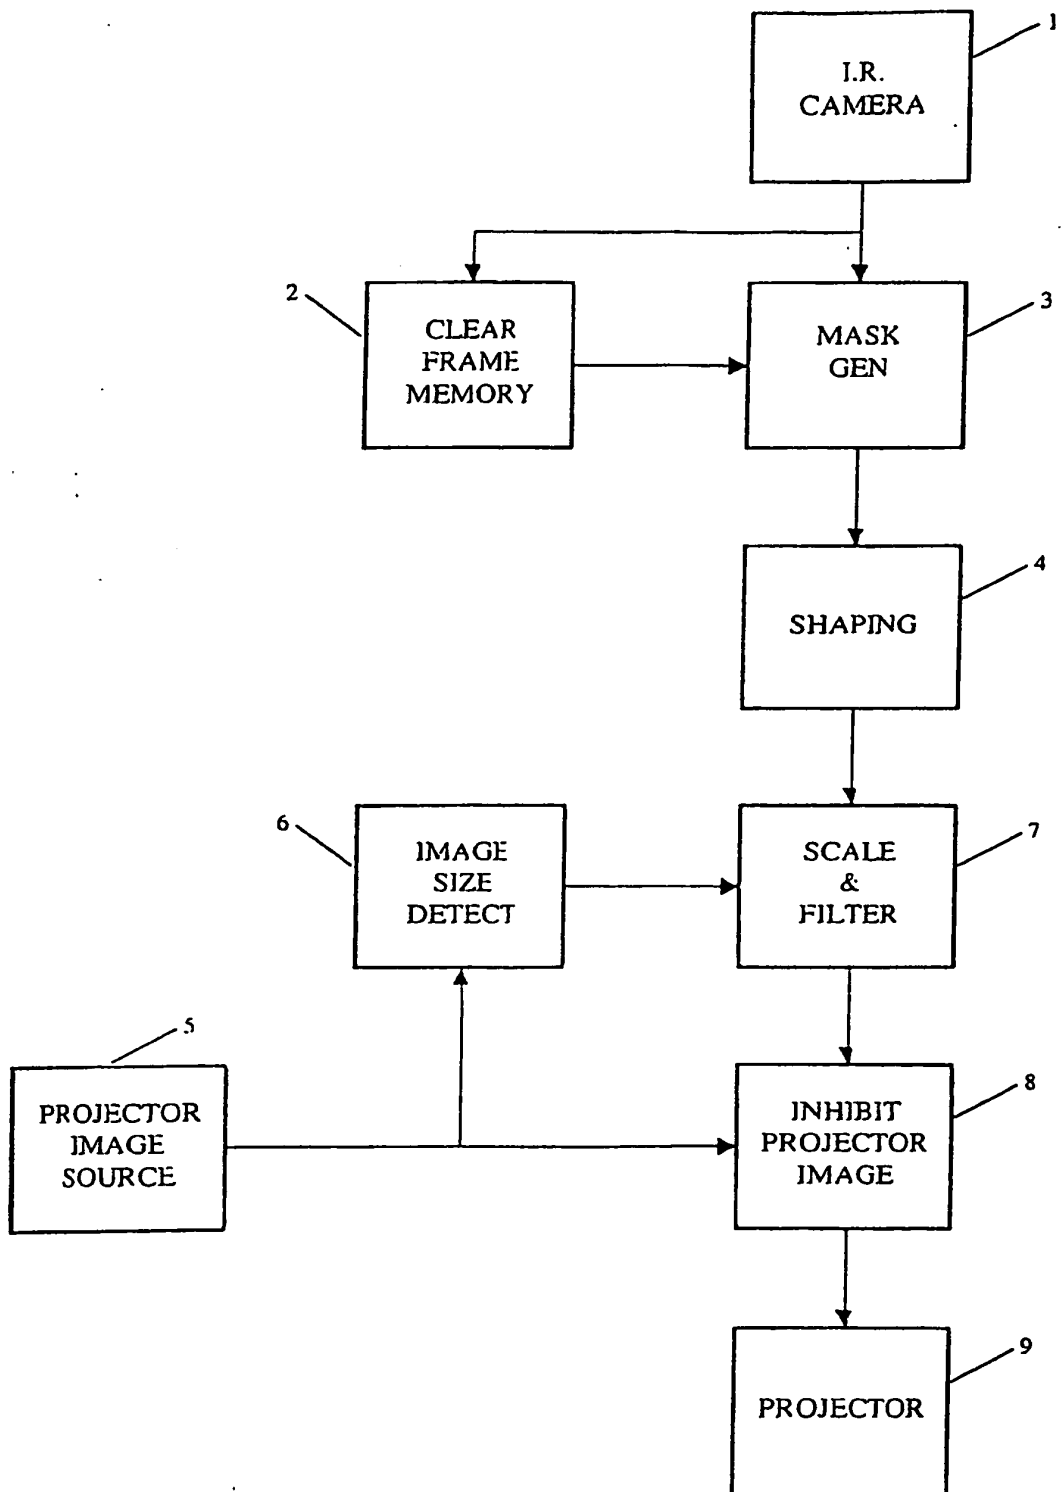 1
I.R.
CAMERA
2
CLEAR
FRAME
MEMORY
3
MASK
GEN
4
SHAPING
6
IMAGE
SIZE
DETECT
7
SCALE
&
FILTER
5
PROJECTOR
IMAGE
SOURCE
8
INHIBIT
PROJECTOR
IMAGE
9
PROJECTOR